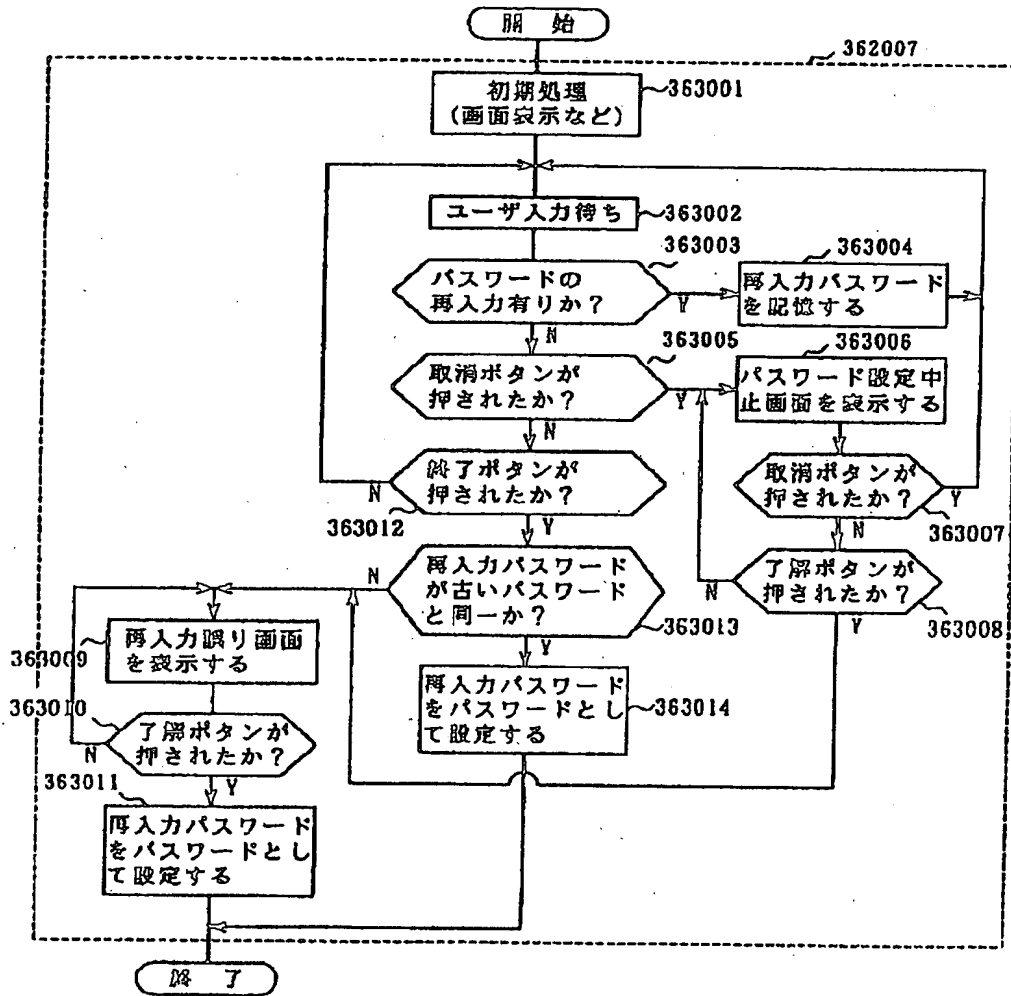 開 始
362007
初期処理
(画面表示など)
363001
ユーザ入力待ち
363002
363003
パスワードの
再入力有りか？
Y
N
363004
再入力パスワード
を記憶する
363005
取消ボタンが
押されたか？
Y
N
363006
パスワード設定中
止画面を表示する
終了ボタンが
押されたか？
N
363012
Y
取消ボタンが
押されたか？
Y
363007
N
再入力パスワード
が古いパスワード
と同一か？
N
363013
Y
了解ボタンが
押されたか？
N
363008
Y
再入力誤り画面
を表示する
363009
再入力パスワード
をパスワードとし
て設定する
363014
363010
了解ボタンが
押されたか？
N
Y
363011
再入力パスワード
をパスワードとし
て設定する
終 了